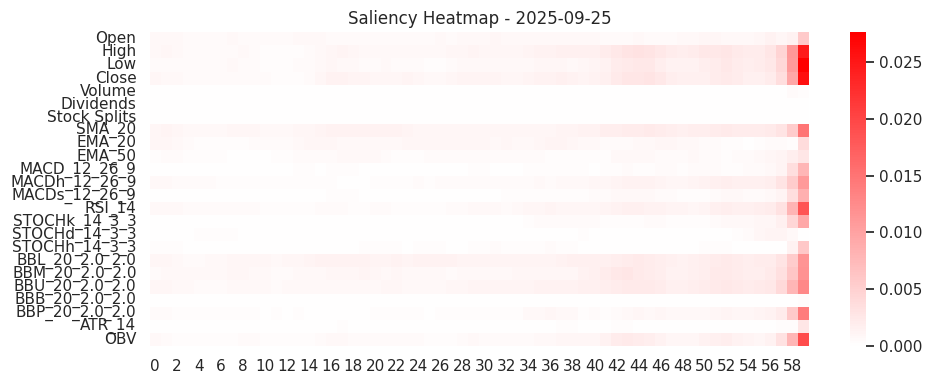 Saliency Heatmap - 2025-09-25
Open
High
Low
Close
Volume
Dividends
Stock Splits
SMA_20
EMA_20
EMA_50
MACD_12_26_9
MACDh_12_26_9
MACDs_12_26_9
RSI_14
STOCHk_14_3_3
STOCHd_14_3_3
STOCHh_14_3_3
BBL_20_2.0_2.0
BBM_20_2.0_2.0
BBU_20_2.0_2.0
BBB_20_2.0_2.0
BBP_20_2.0_2.0
ATR_14
OBV
0 2 4 6 8 10 12 14 16 18 20 22 24 26 28 30 32 34 36 38 40 42 44 46 48 50 52 54 56 58
0.025
0.020
0.015
0.010
0.005
0.000